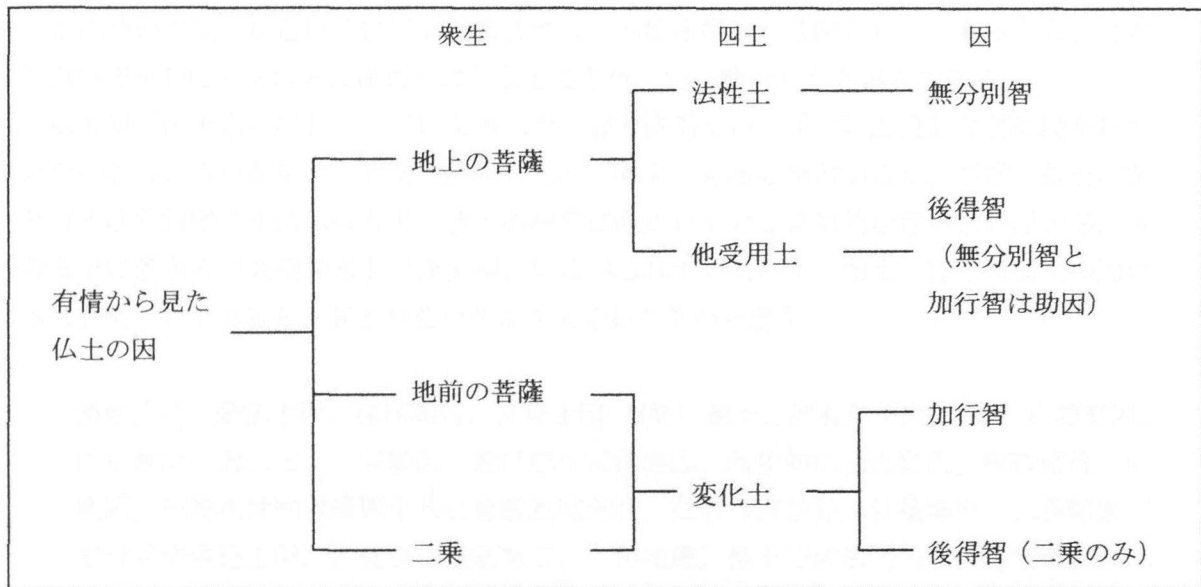 衆生 四土 因
法性土 無分別智
地上の菩薩
他受用土 後得智
（無分別智と
加行智は助因）
有情から見た
仏土の因
地前の菩薩
加行智
変化土
二乗
後得智（二乗のみ）